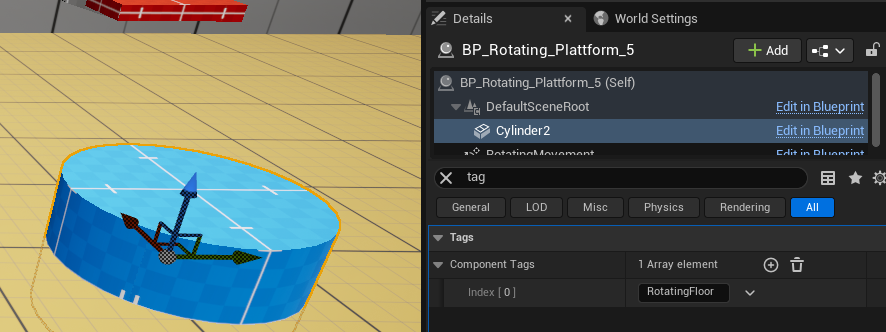 Details
World Settings
BP_Rotating_Plattform_5
Add
BP_Rotating_Plattform_5 (Self)
DefaultSceneRoot Edit in Blueprint
Cylinder2 Edit in Blueprint
RotatingMovement Edit in Blueprint
tag
General LOD Misc Physics Rendering All
Tags
Component Tags 1 Array element
Index [ 0 ] RotatingFloor